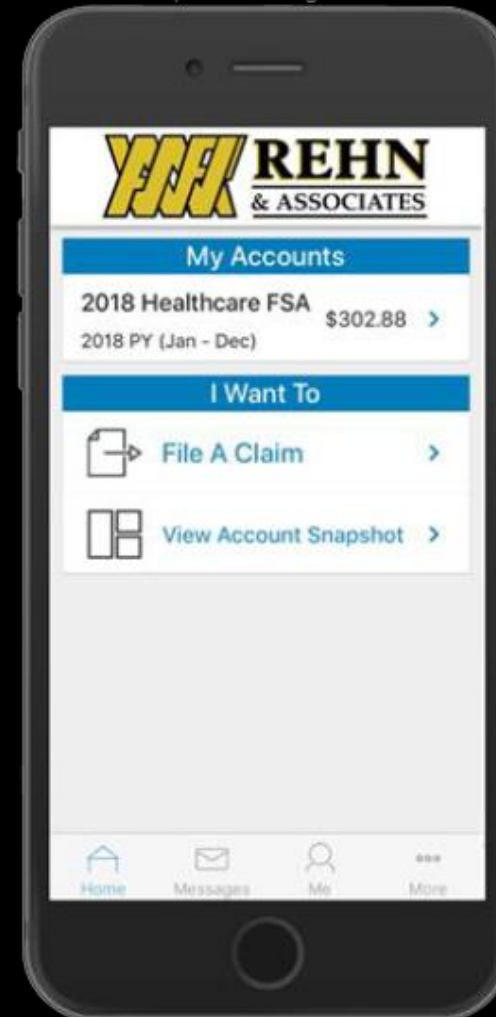 REHN
& ASSOCIATES
My Accounts
2018 Healthcare FSA
$302.88
2018 PY (Jan - Dec)
I Want To
File A Claim
View Account Snapshot
Home Messages Me More